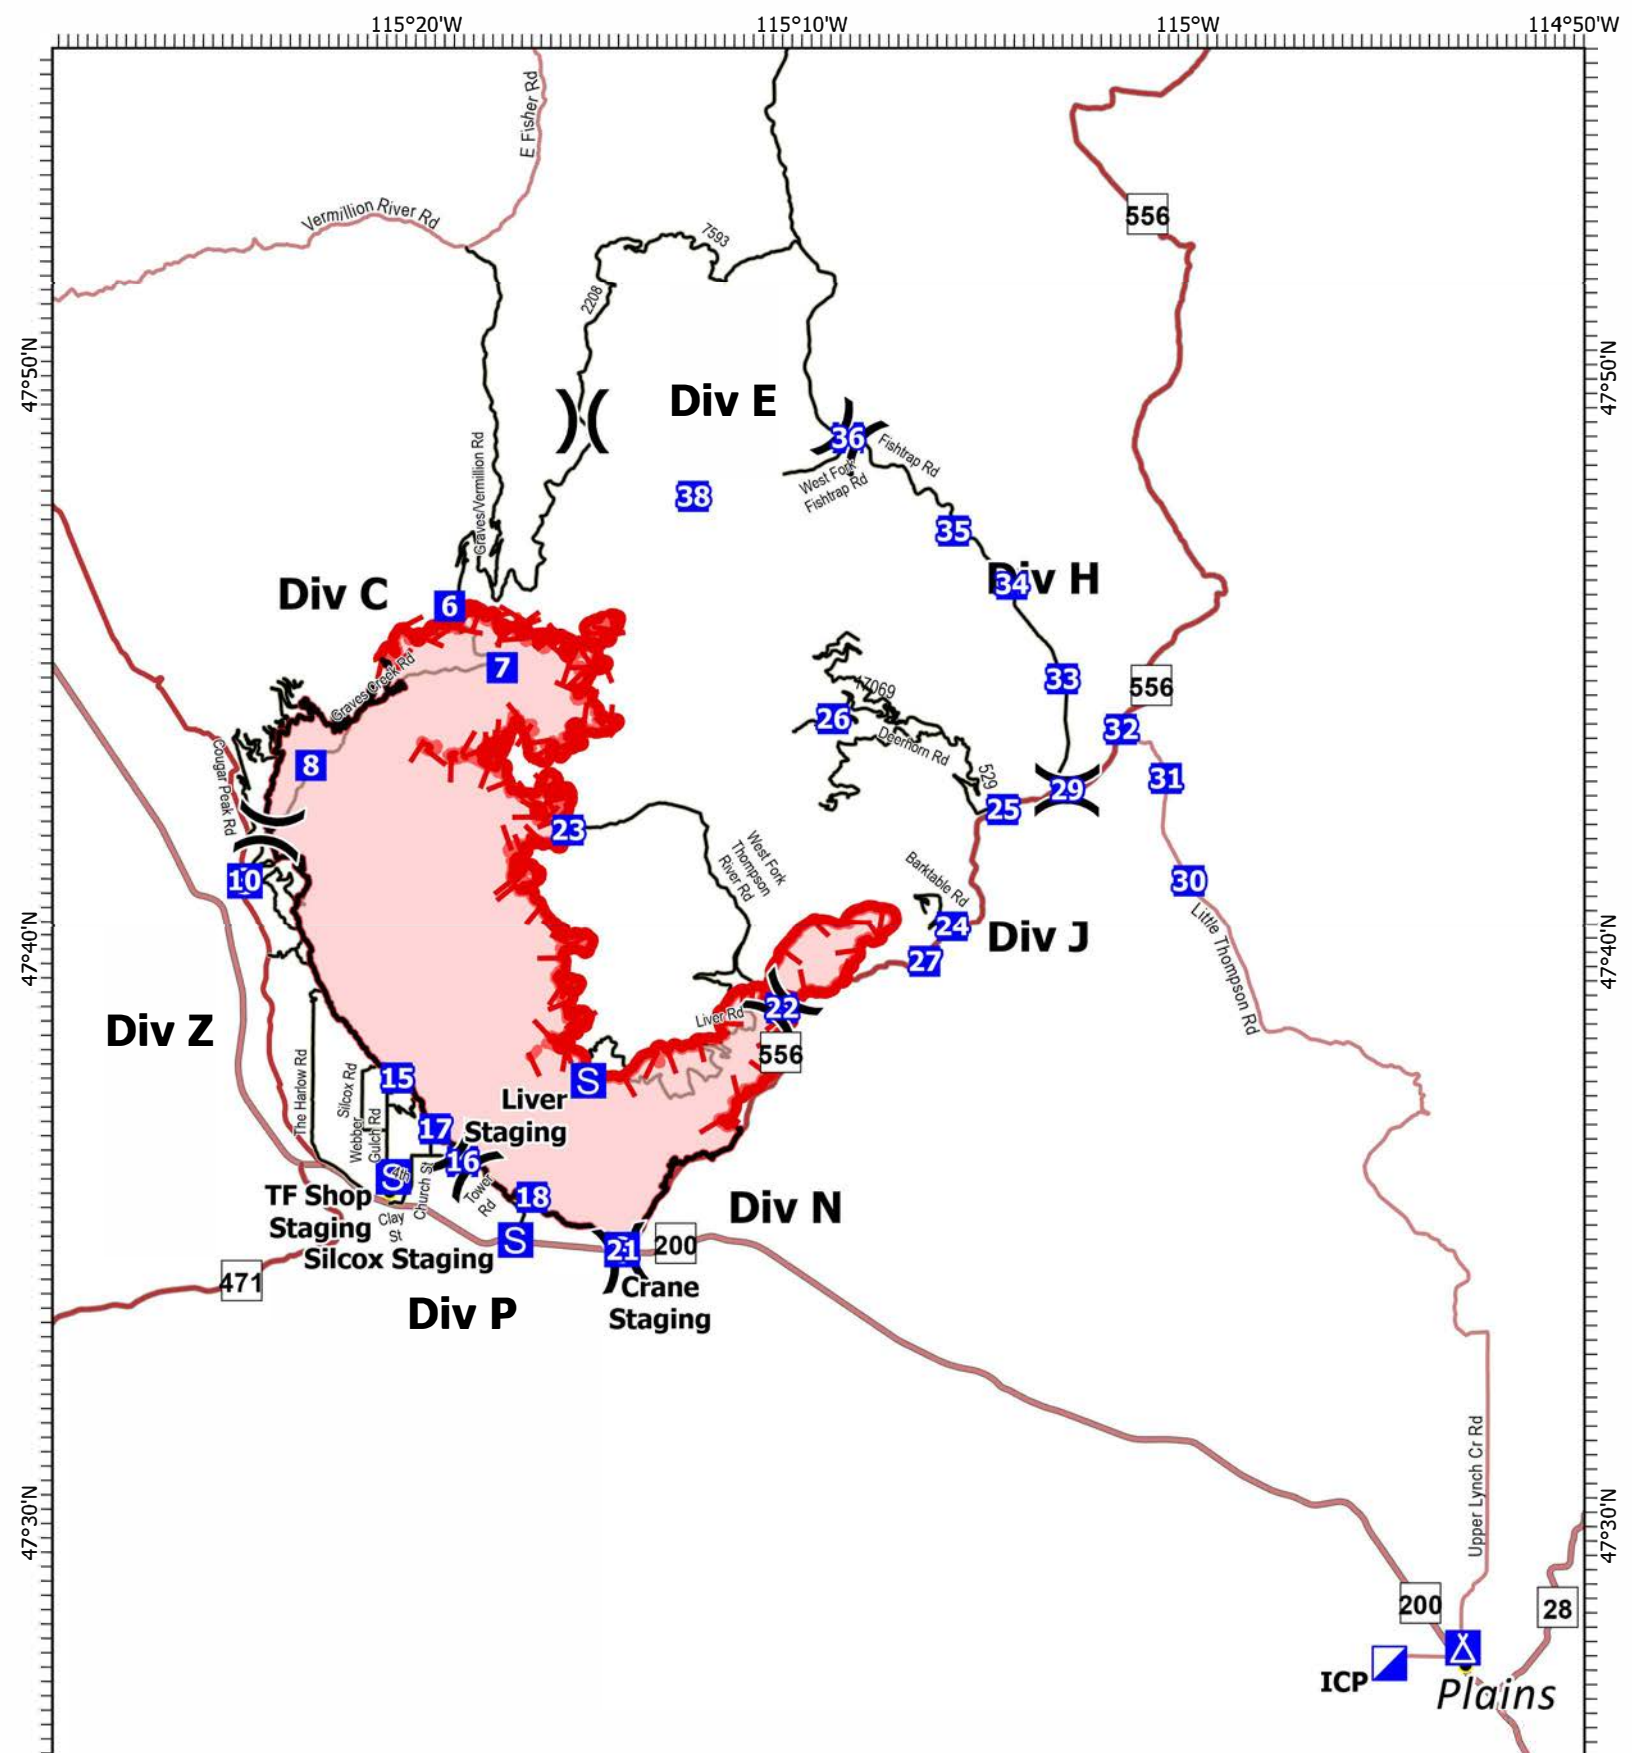 115°20'W
115°10'W
115°W
114°50'W
E Fisher Rd
Vermillion River Rd
556
7593
2208
47°50'N
47°50'N
Div E
36
Fishtrap Rd
West Fork
Fishtrap Rd
38
Graves/Vermillion Rd
35
Div C
Div H
34
6
7
33
556
Graves Creek Rd
17069
26
32
Deerhorn Rd
Cougar Peak Rd
8
529
31
29
25
23
West Fork
Thompson
River Rd
10
30
Barktable Rd
24
Div J
27
Little Thompson Rd
47°40'N
47°40'N
22
Liver Rd
Div Z
556
The Harlow Rd
Silcox Rd
15
S
Liver
Staging
Webber
Gulch Rd
17
16
S
4th
Church St
Tower
Rd
18
TF Shop
Staging
Clay
St
Div N
S
Silcox Staging
21
200
471
Crane
Staging
Div P
Upper Lynch Cr Rd
47°30'N
47°30'N
200
28
ICP
Plains